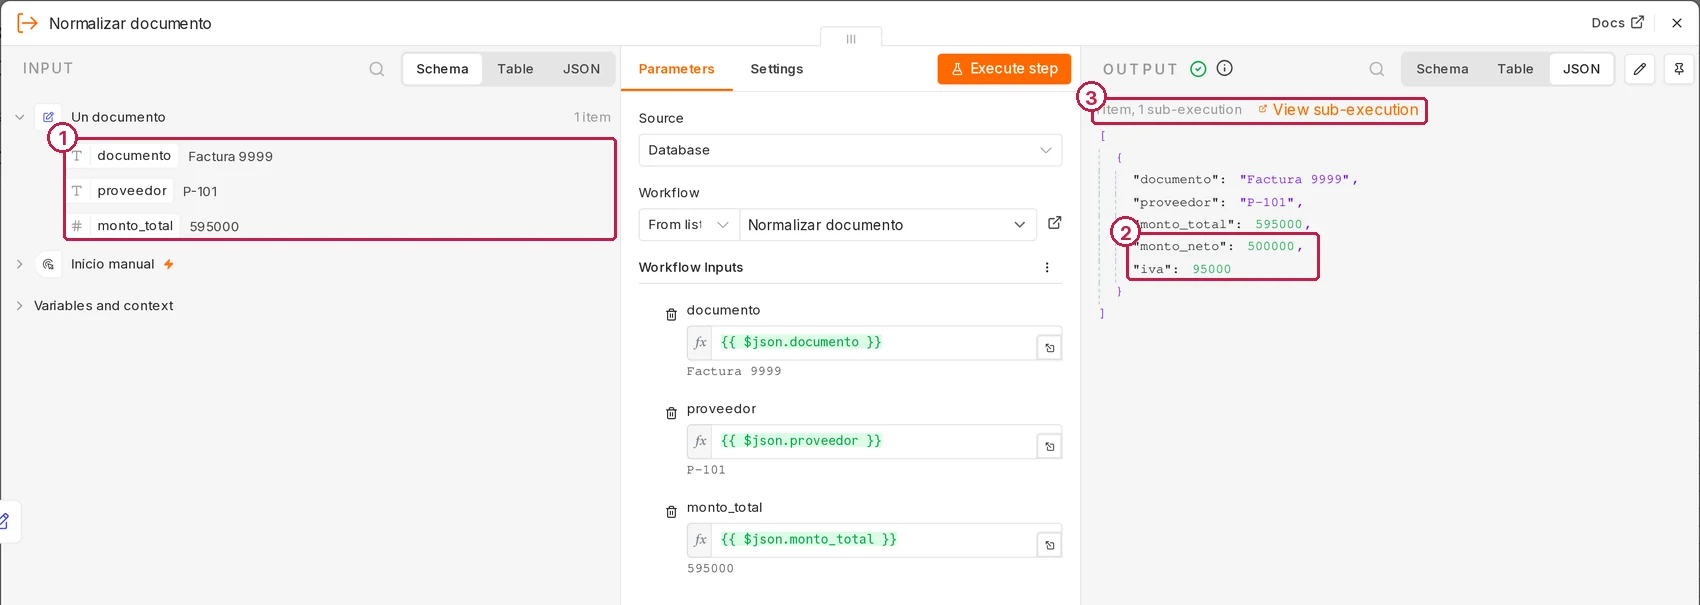 Normalizar documento
Docs
INPUT
Schema
Table
JSON
Un documento
1 item
1
documento
Factura 9999
proveedor
P-101
monto_total
595000
Inicio manual
Variables and context
Parameters
Settings
Execute step
Source
Database
Workflow
From list
Normalizar documento
Workflow Inputs
documento
fx
{{ $json.documento }}
Factura 9999
proveedor
fx
{{ $json.proveedor }}
P-101
monto_total
fx
{{ $json.monto_total }}
595000
OUTPUT
Schema
Table
JSON
3
item, 1 sub-execution
View sub-execution
[
{
"documento": "Factura 9999",
"proveedor": "P-101",
"monto_total": 595000,
2
"monto_neto": 500000,
"iva": 95000
}
]